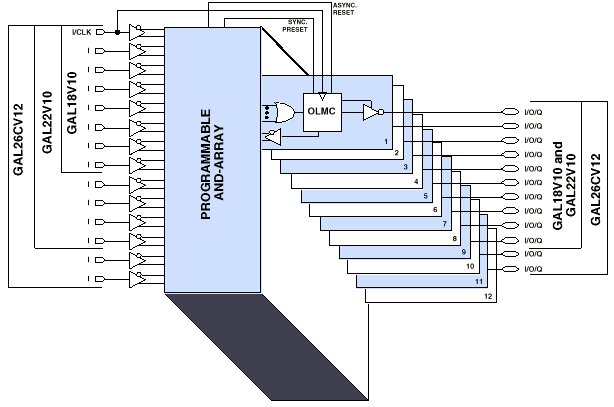 ASYNC.
RESET
SYNC.
PRESET
I/CLK
I
I
I
I
I
I
I
I
I
I
I
I
I
GAL26CV12
GAL22V10
GAL18V10
PROGRAMMABLE
AND-ARRAY
OLMC
1
2
3
4
5
6
7
8
9
10
11
12
I/O/Q
I/O/Q
I/O/Q
I/O/Q
I/O/Q
I/O/Q
I/O/Q
I/O/Q
I/O/Q
I/O/Q
I/O/Q
I/O/Q
GAL18V10 and
GAL22V10
GAL26CV12